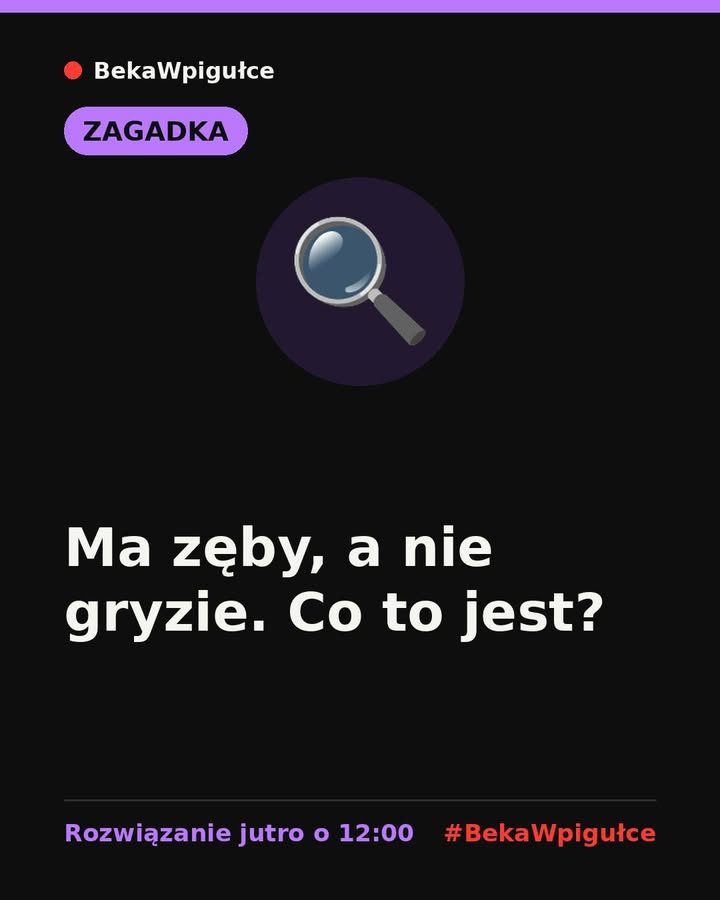 BekaWpigułce
ZAGADKA
Ma zęby, a nie
gryzie. Co to jest?
Rozwiązanie jutro o 12:00 #BekaWpigułce